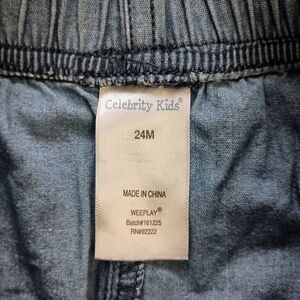 Celebrity Kids®
24M
MADE IN CHINA
WEEPLAY®
Batch#161225
RN#92222